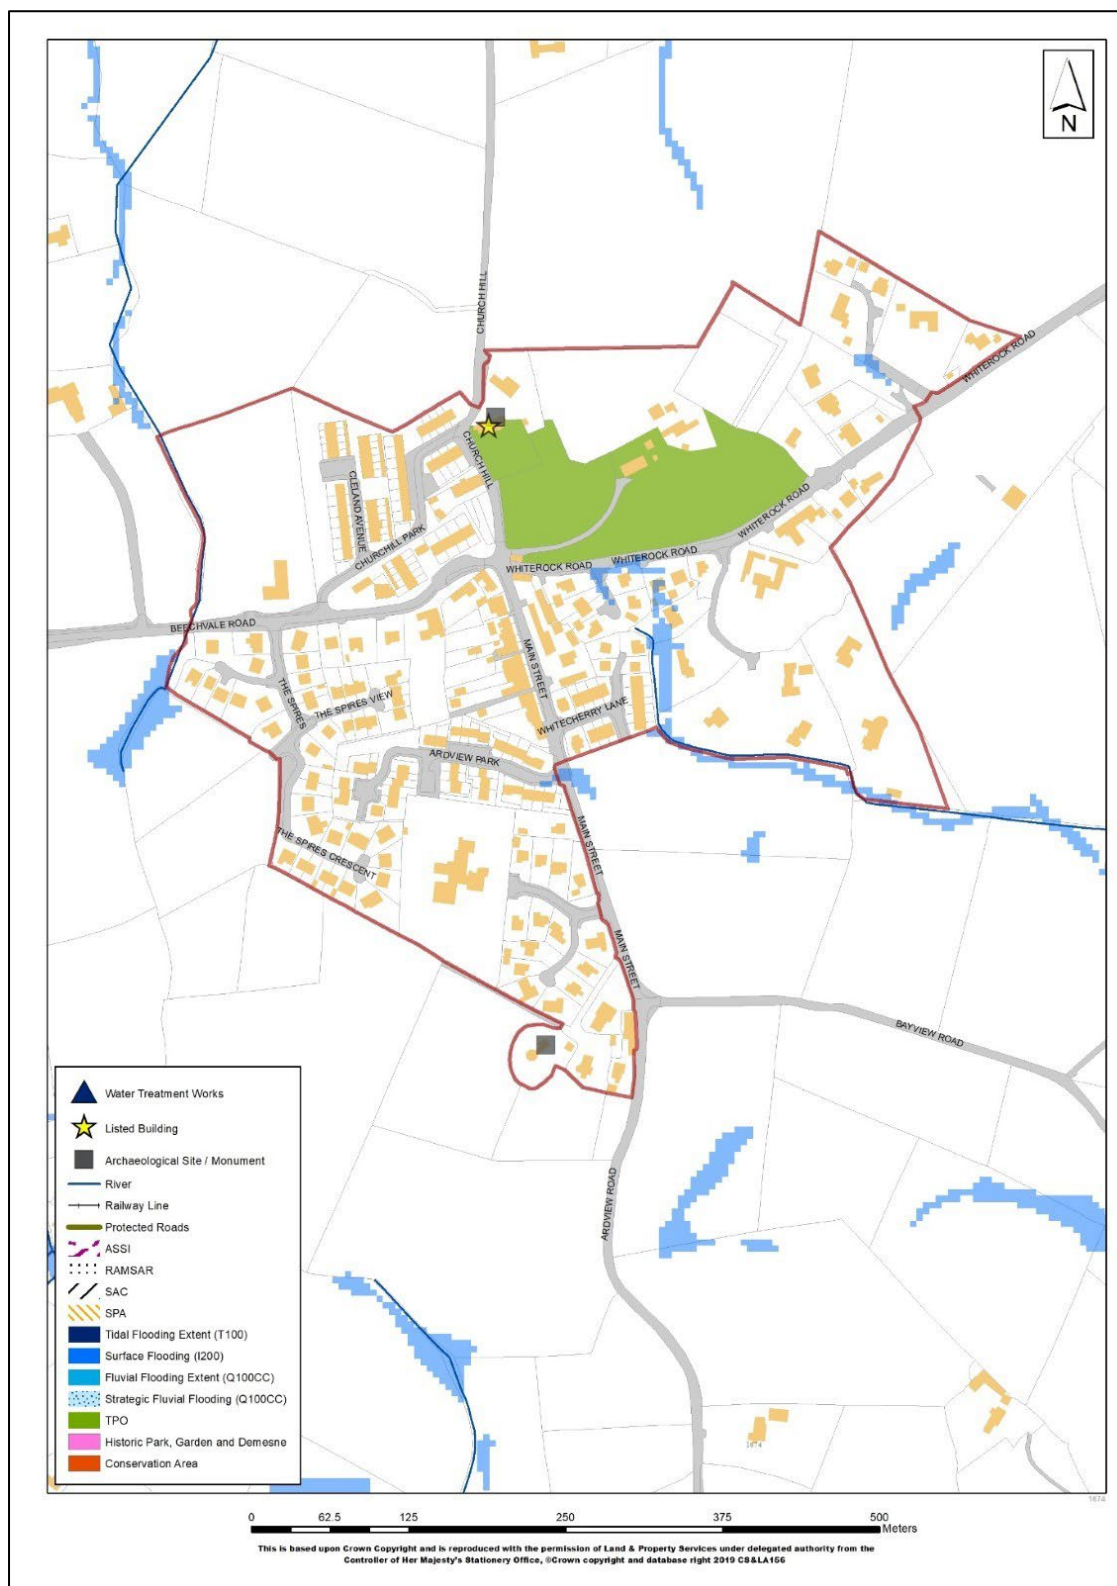 N
CHURCH HILL
WHITEROCK ROAD
CHURCH HILL
CLELAND AVENUE
CHURCHILL PARK
WHITEROCK ROAD
WHITEROCK ROAD
WHITEROCK ROAD
BEECHVALE ROAD
MAIN STREET
THE SPIRES
THE SPIRES VIEW
WHITECHERRY LANE
ARDVIEW PARK
MAIN STREET
THE SPIRES CRESCENT
MAIN STREET
BAYVIEW ROAD
ARDVIEW ROAD
Water Treatment Works
Listed Building
Archaeological Site / Monument
River
Railway Line
Protected Roads
ASSI
RAMSAR
SAC
SPA
Tidal Flooding Extent (T100)
Surface Flooding (I200)
Fluvial Flooding Extent (Q100CC)
Strategic Fluvial Flooding (Q100CC)
TPO
Historic Park, Garden and Demesne
Conservation Area
1674
1674
0 62.5 125 250 375 500
Meters
This is based upon Crown Copyright and is reproduced with the permission of Land & Property Services under delegated authority from the
Controller of Her Majesty's Stationery Office, ©Crown copyright and database right 2019 CS&LA156